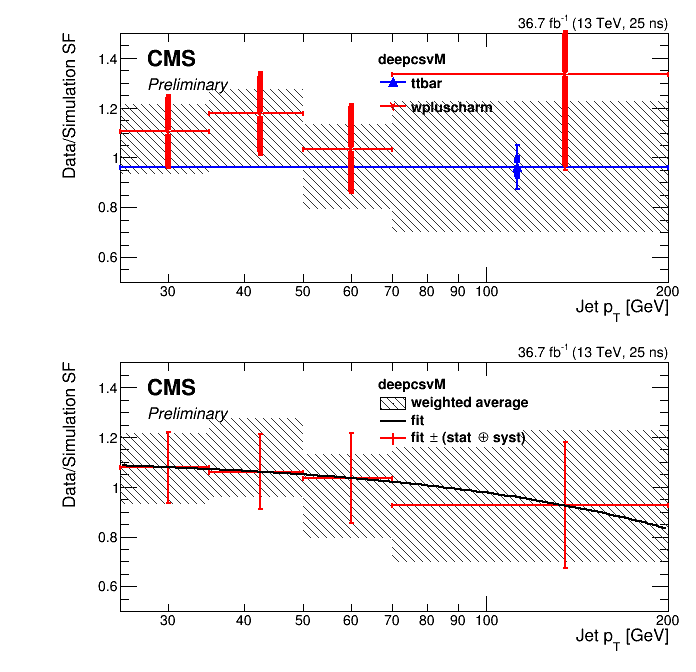 36.7 fb⁻¹ (13 TeV, 25 ns)
Data/Simulation SF
CMS
Preliminary
deepcsvM
ttbar
wpluscharm
1.4
1.2
1
0.8
0.6
30 40 50 60 70 80 90 100 200
Jet p_T [GeV]
36.7 fb⁻¹ (13 TeV, 25 ns)
Data/Simulation SF
CMS
Preliminary
deepcsvM
weighted average
fit
fit ± (stat ⊕ syst)
1.4
1.2
1
0.8
0.6
30 40 50 60 70 80 90 100 200
Jet p_T [GeV]